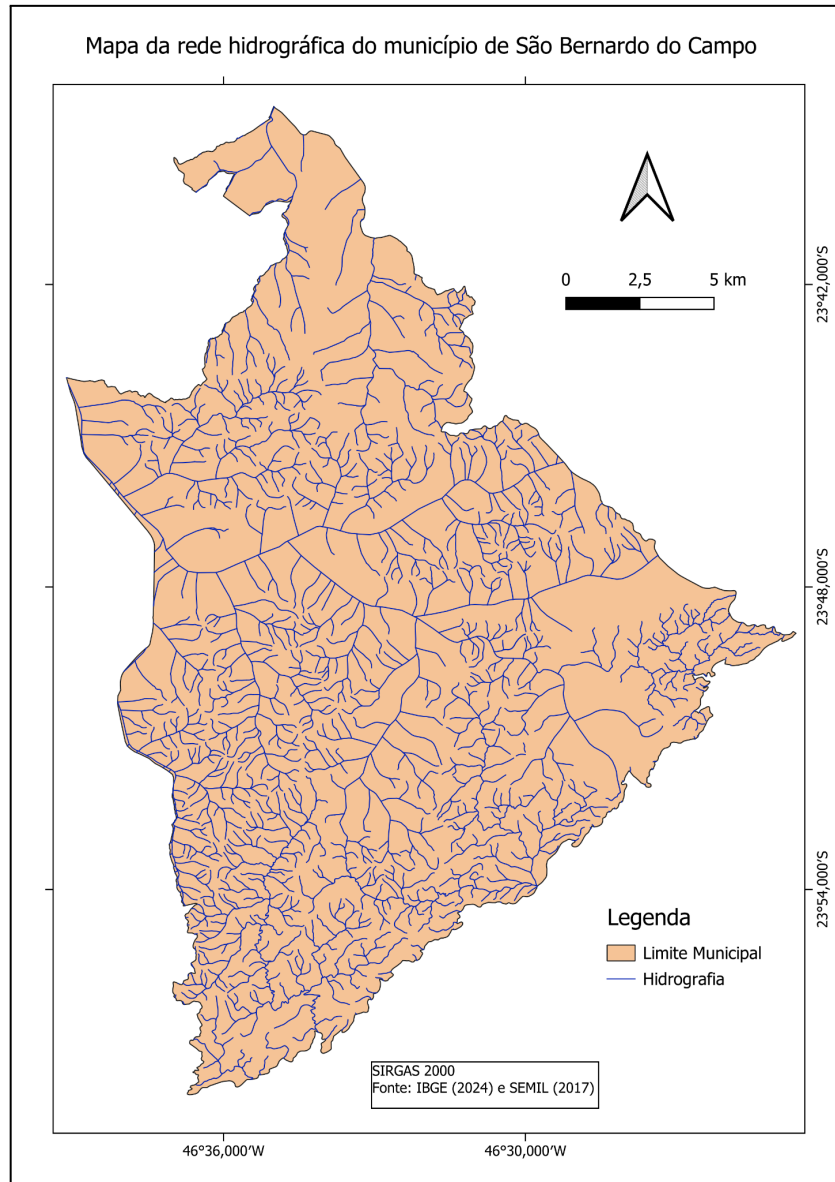 Mapa da rede hidrográfica do município de São Bernardo do Campo
0 2,5 5 km
23°42,000'S
23°48,000'S
23°54,000'S
Legenda
Limite Municipal
Hidrografia
SIRGAS 2000
Fonte: IBGE (2024) e SEMIL (2017)
46°36,000'W 46°30,000'W